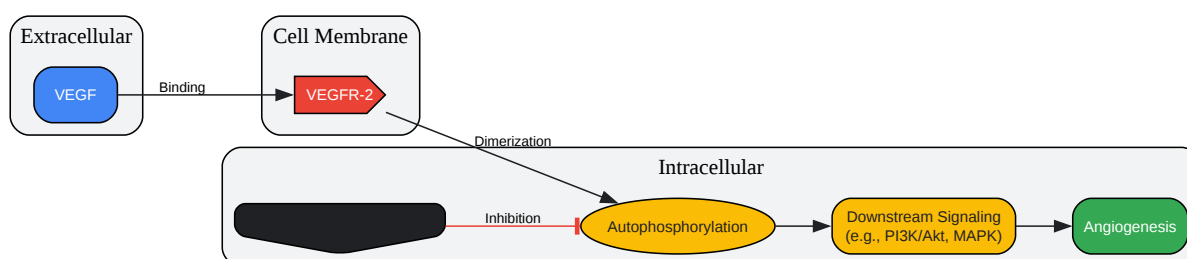 Extracellular
Cell Membrane
VEGF
Binding
VEGFR-2
Dimerization
Intracellular
Inhibition
Autophosphorylation
Downstream Signaling
(e.g., PI3K/Akt, MAPK)
Angiogenesis